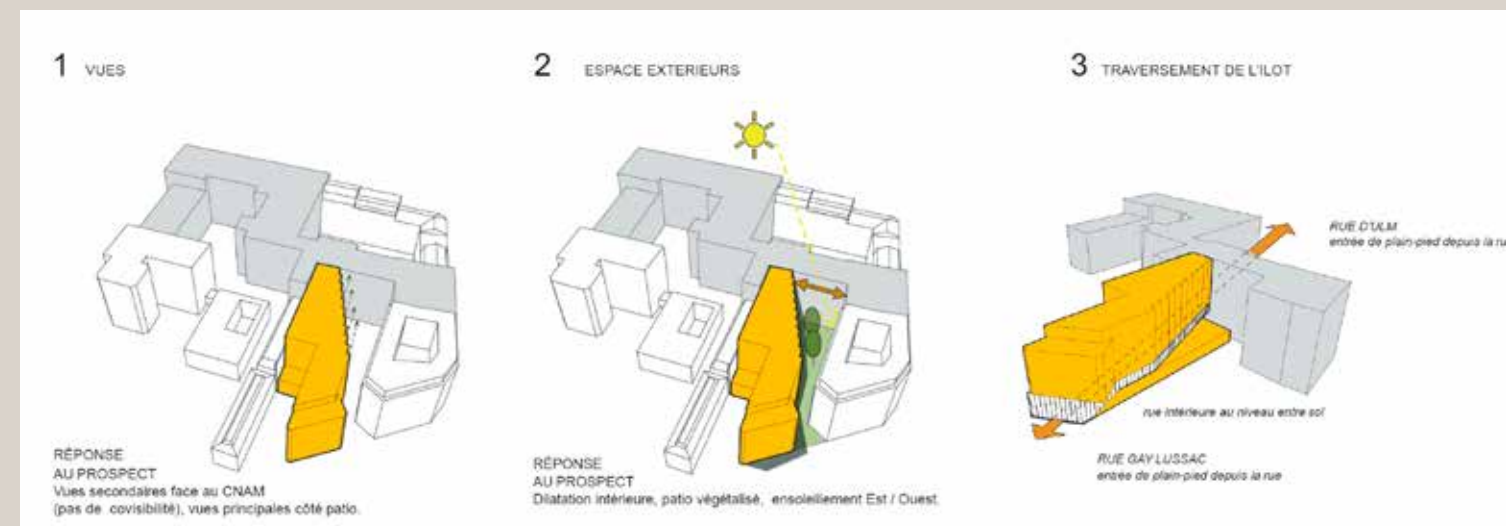 1 VUES
RÉPONSE
AU PROSPECT
Vues secondaires face au CNAM
(pas de covisibilité), vues principales côté patio.
2 ESPACE EXTERIEURS
RÉPONSE
AU PROSPECT
Dilatation intérieure, patio végétalisé, ensoleillement Est / Ouest.
3 TRAVERSEMENT DE L'ILOT
RUE D'ULM
entrée de plain-pied depuis la
rue intérieure au niveau entre sol
RUE GAY LUSSAC
entrée de plain-pied depuis la rue